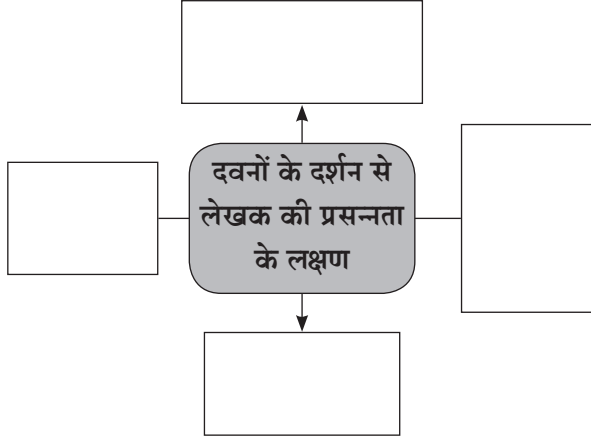 दवनों के दर्शन से
लेखक की प्रसन्नता
के लक्षण